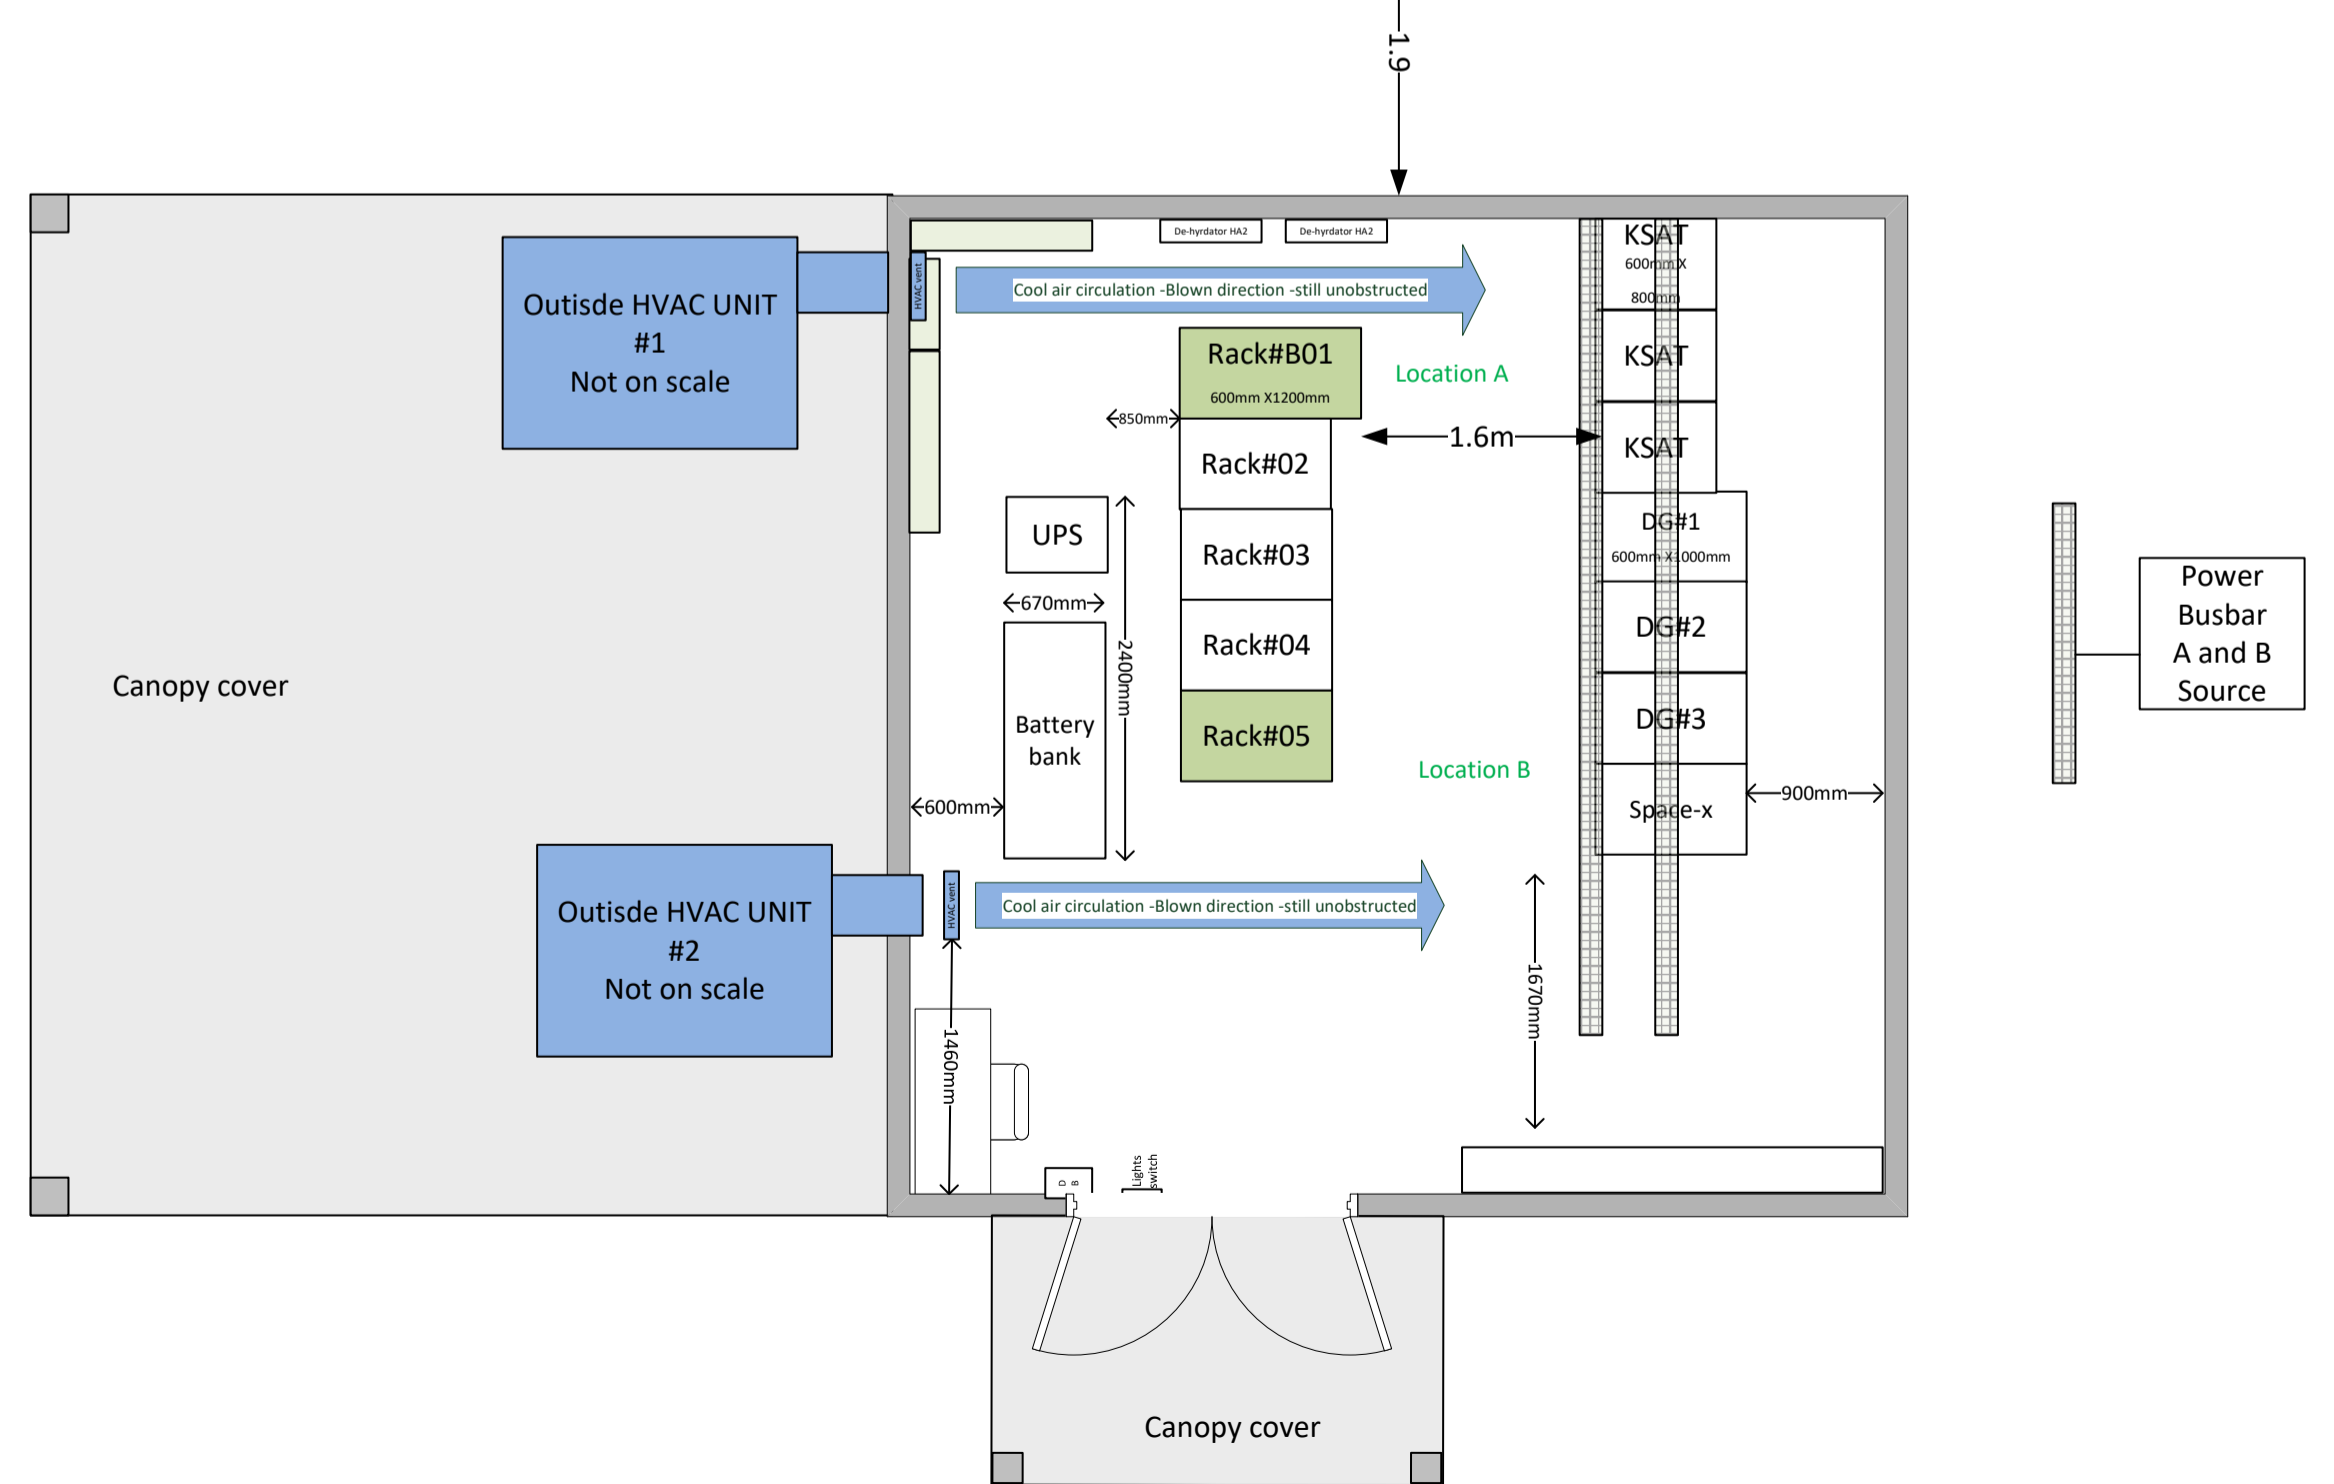 1.9
De-hyrdator HA2
De-hyrdator HA2
KSAT
600mm X
800mm
Outisde HVAC UNIT
#1
Not on scale
HVAC vent
Cool air circulation -Blown direction -still unobstructed
Rack#B01
600mm X1200mm
Location A
KSAT
850mm
1.6m
KSAT
Rack#02
UPS
Rack#03
DG#1
600mm X1000mm
670mm
2400mm
Rack#04
DG#2
Power
Busbar
A and B
Source
Canopy cover
Battery
bank
Rack#05
DG#3
Location B
600mm
Space-x
900mm
Outisde HVAC UNIT
#2
Not on scale
HVAC vent
Cool air circulation -Blown direction -still unobstructed
1670mm
1460mm
D
B
Lights
switch
Canopy cover